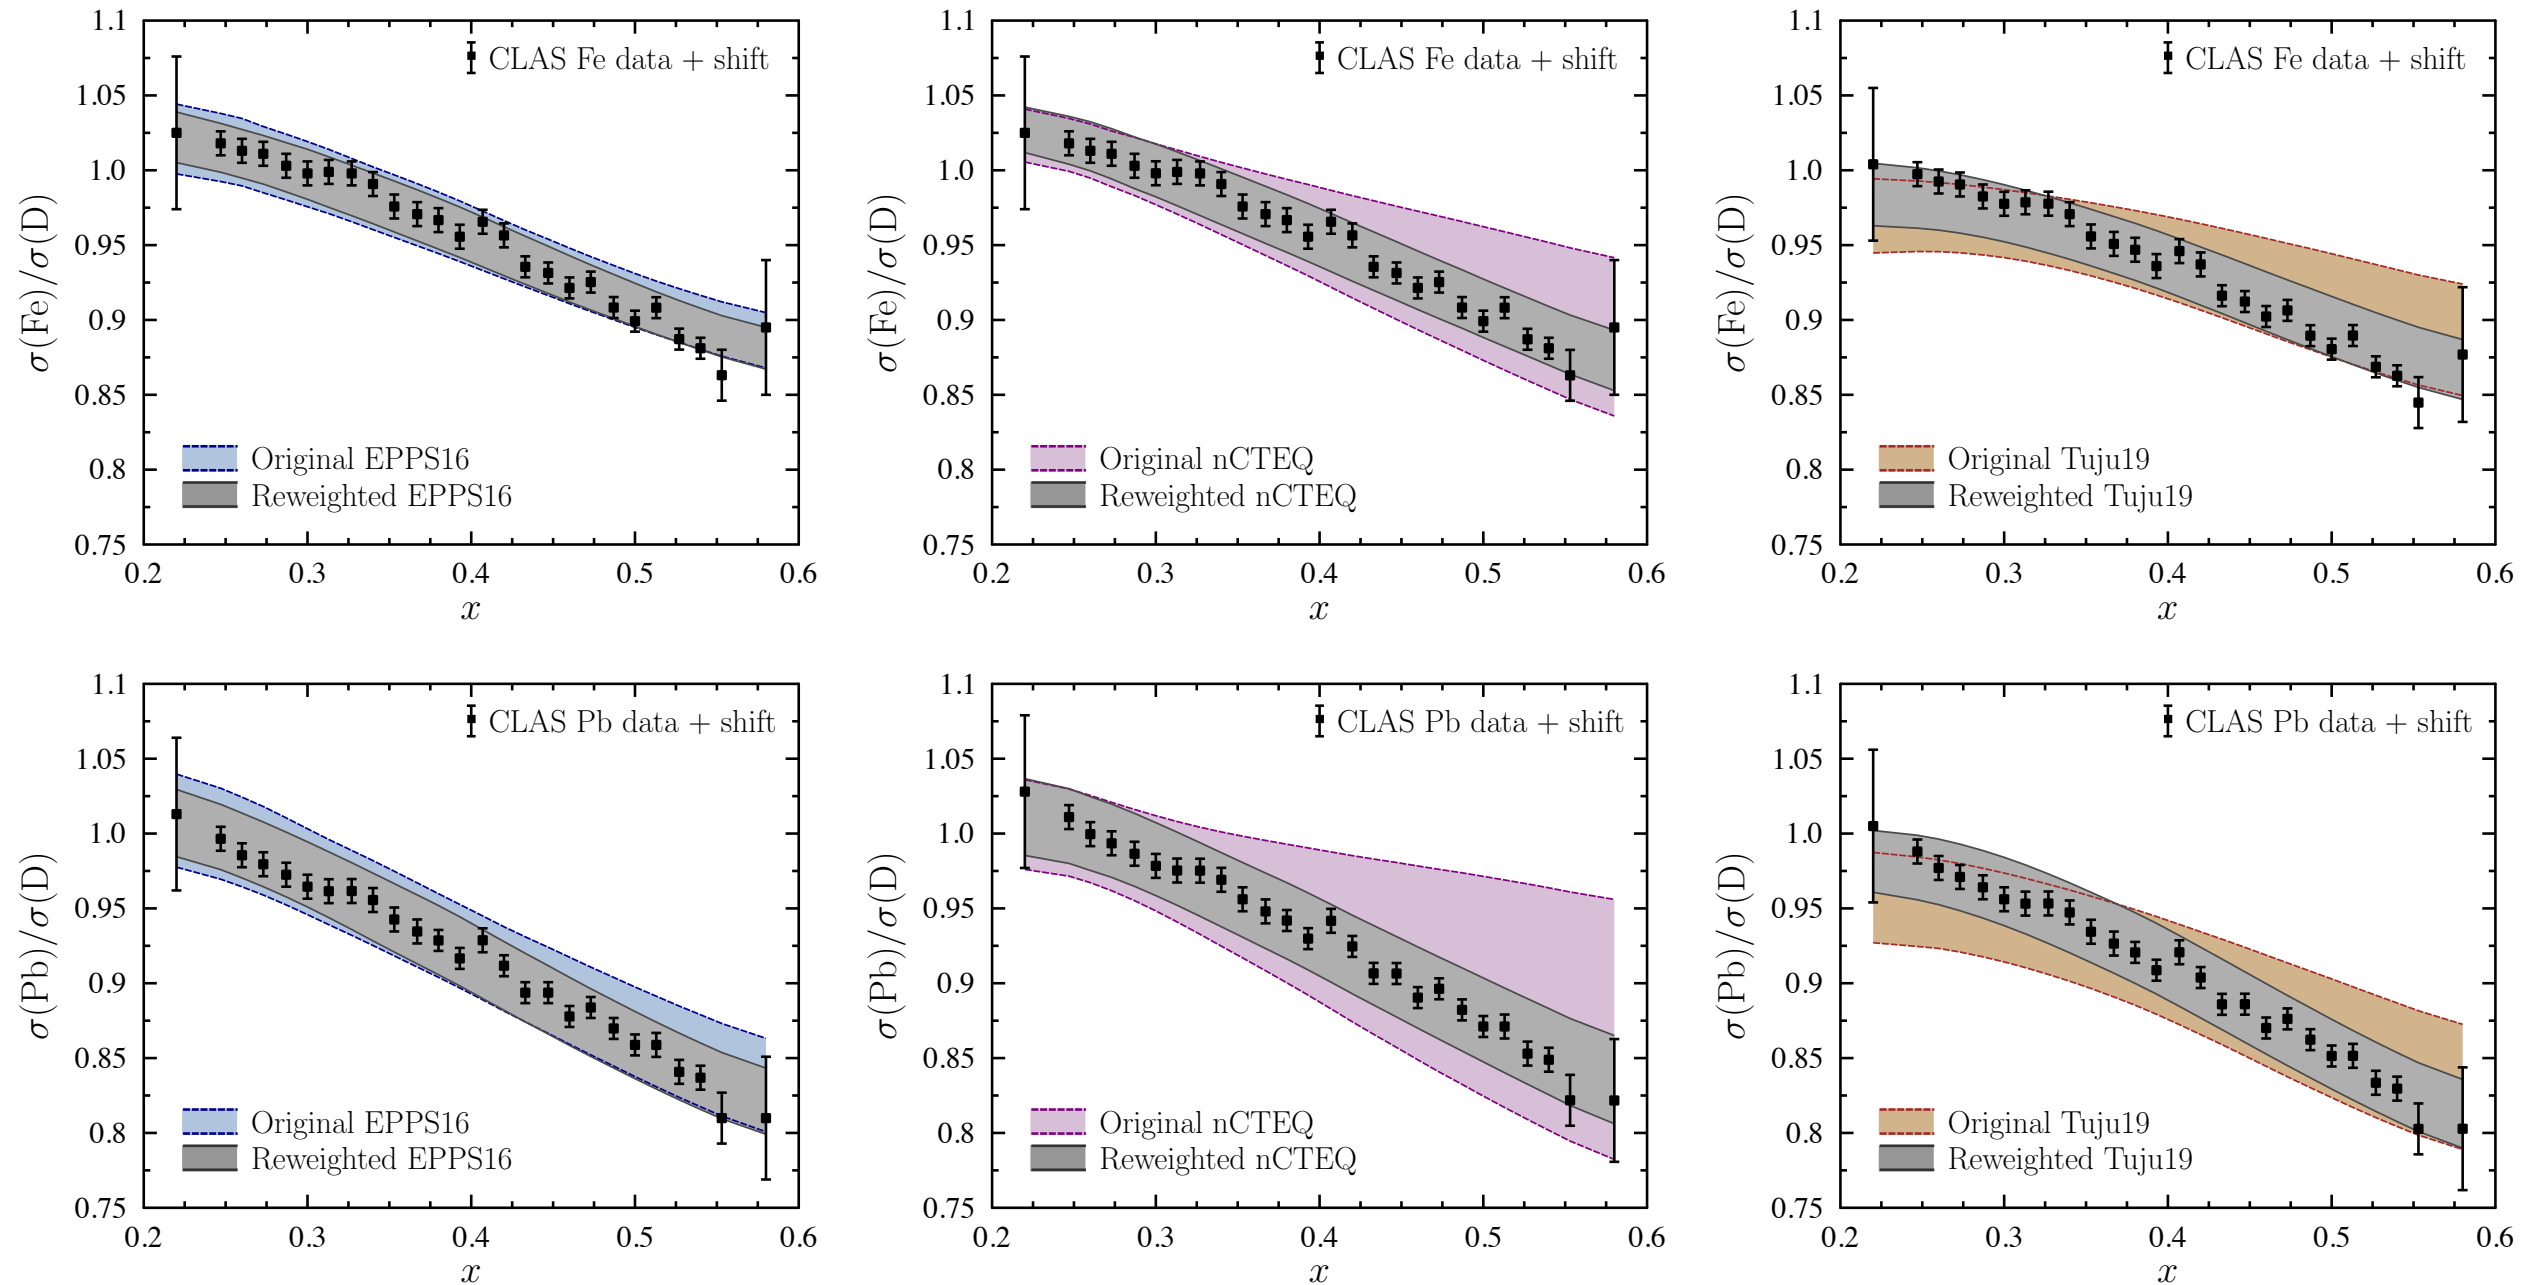 CLAS Fe data + shift
σ(Fe)/σ(D)
1.1
1.05
1.0
0.95
0.9
0.85
0.8
0.75
Original EPPS16
Reweighted EPPS16
0.2 0.3 0.4 0.5 0.6
x
CLAS Fe data + shift
σ(Fe)/σ(D)
1.1
1.05
1.0
0.95
0.9
0.85
0.8
0.75
Original nCTEQ
Reweighted nCTEQ
0.2 0.3 0.4 0.5 0.6
x
CLAS Fe data + shift
σ(Fe)/σ(D)
1.1
1.05
1.0
0.95
0.9
0.85
0.8
0.75
Original Tuju19
Reweighted Tuju19
0.2 0.3 0.4 0.5 0.6
x
CLAS Pb data + shift
σ(Pb)/σ(D)
1.1
1.05
1.0
0.95
0.9
0.85
0.8
0.75
Original EPPS16
Reweighted EPPS16
0.2 0.3 0.4 0.5 0.6
x
CLAS Pb data + shift
σ(Pb)/σ(D)
1.1
1.05
1.0
0.95
0.9
0.85
0.8
0.75
Original nCTEQ
Reweighted nCTEQ
0.2 0.3 0.4 0.5 0.6
x
CLAS Pb data + shift
σ(Pb)/σ(D)
1.1
1.05
1.0
0.95
0.9
0.85
0.8
0.75
Original Tuju19
Reweighted Tuju19
0.2 0.3 0.4 0.5 0.6
x